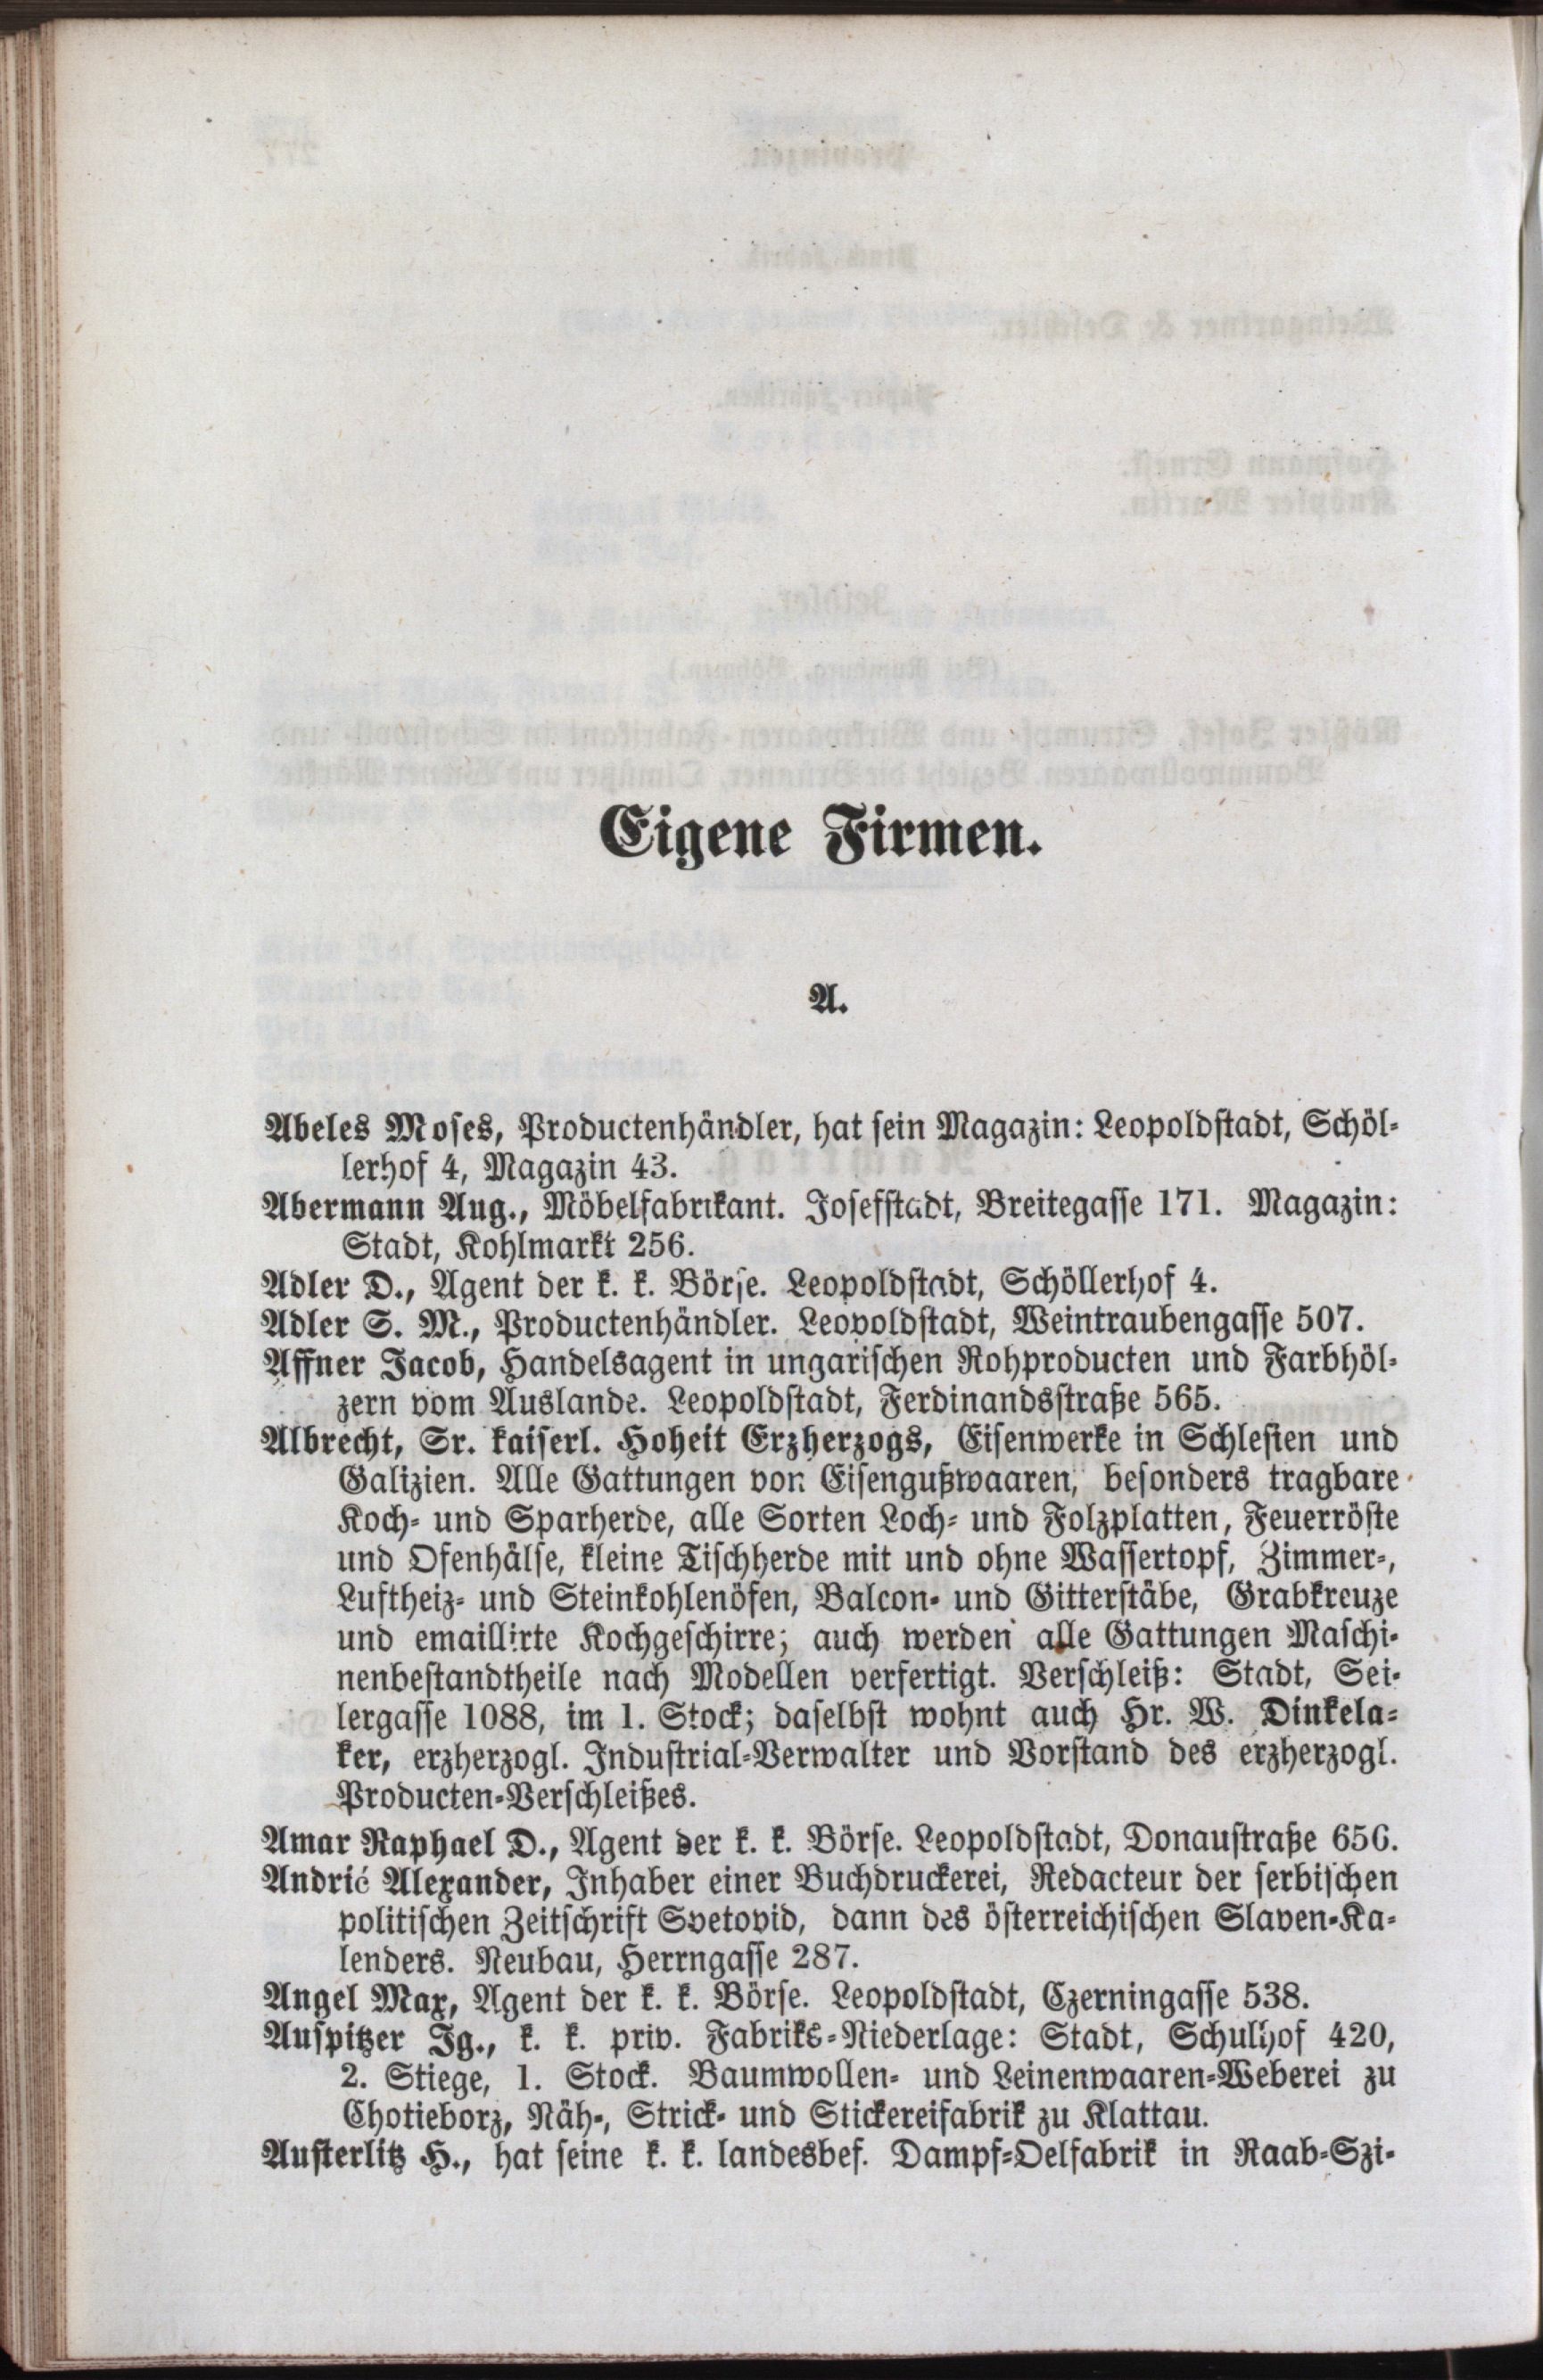 Eigene Firmen.
A.
Abeles Moses, Productenhändler, hat sein Magazin: Leopoldstadt, Schöl-
lerhof 4, Magazin 43.
Abermann Aug., Möbelfabrikant. Josefstadt, Breitegasse 171. Magazin:
Stadt, Kohlmarkt 256.
Adler D., Agent der k. k. Börse. Leopoldstadt, Schöllerhof 4.
Adler S. M., Productenhändler. Leopoldstadt, Weintraubengasse 507.
Affner Jacob, Handelsagent in ungarischen Rohproducten und Farbhöl-
zern vom Auslande. Leopoldstadt, Ferdinandsstraße 565.
Albrecht, Sr. kaiserl. Hoheit Erzherzogs, Eisenwerke in Schlesien und
Galizien. Alle Gattungen von Eisengußwaaren, besonders tragbare
Koch- und Sparherde, alle Sorten Loch- und Folzplatten, Feuerröste
und Ofenhälse, kleine Tischherde mit und ohne Wassertopf, Zimmer-,
Luftheiz- und Steinkohlenöfen, Balcon- und Gitterstäbe, Grabkreuze
und emaillirte Kochgeschirre; auch werden alle Gattungen Maschi-
nenbestandtheile nach Modellen verfertigt. Verschleiß: Stadt, Sei-
lergasse 1088, im 1. Stock; daselbst wohnt auch Hr. W. Dinkela-
ker, erzherzogl. Industrial-Verwalter und Vorstand des erzherzogl.
Producten-Verschleißes.
Amar Raphael D., Agent der k. k. Börse. Leopoldstadt, Donaustraße 656.
Andrić Alexander, Inhaber einer Buchdruckerei, Redacteur der serbischen
politischen Zeitschrift Svetovid, dann des österreichischen Slaven-Ka-
lenders. Neubau, Herrngasse 287.
Angel Max, Agent der k. k. Börse. Leopoldstadt, Czerningasse 538.
Auspitzer Ig., k. k. priv. Fabriks-Niederlage: Stadt, Schulhof 420,
2. Stiege, 1. Stock. Baumwollen- und Leinenwaaren-Weberei zu
Chotieborz, Näh-, Strick- und Stickereifabrik zu Klattau.
Austerlitz H., hat seine k. k. landesbef. Dampf-Oelfabrik in Raab-Szi-